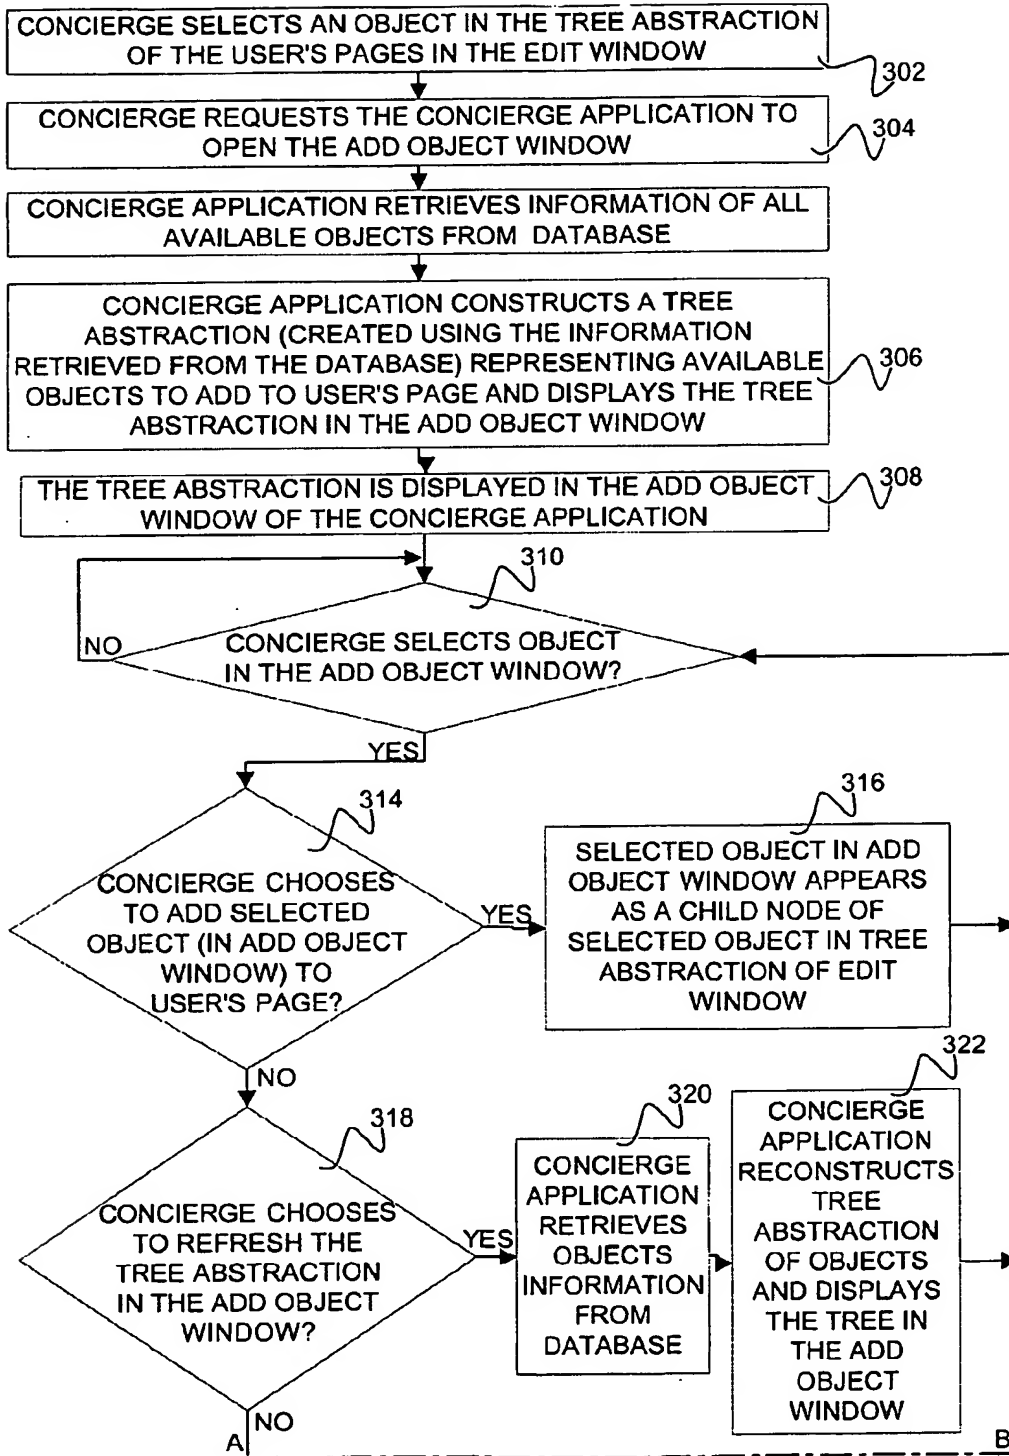 CONCIERGE SELECTS AN OBJECT IN THE TREE ABSTRACTION
OF THE USER'S PAGES IN THE EDIT WINDOW
302
CONCIERGE REQUESTS THE CONCIERGE APPLICATION TO
OPEN THE ADD OBJECT WINDOW
304
CONCIERGE APPLICATION RETRIEVES INFORMATION OF ALL
AVAILABLE OBJECTS FROM DATABASE
CONCIERGE APPLICATION CONSTRUCTS A TREE
ABSTRACTION (CREATED USING THE INFORMATION
RETRIEVED FROM THE DATABASE) REPRESENTING AVAILABLE
OBJECTS TO ADD TO USER'S PAGE AND DISPLAYS THE TREE
ABSTRACTION IN THE ADD OBJECT WINDOW
306
THE TREE ABSTRACTION IS DISPLAYED IN THE ADD OBJECT
WINDOW OF THE CONCIERGE APPLICATION
308
310
CONCIERGE SELECTS OBJECT
IN THE ADD OBJECT WINDOW?
NO
YES
314
CONCIERGE CHOOSES
TO ADD SELECTED
OBJECT (IN ADD OBJECT
WINDOW) TO
USER'S PAGE?
YES
316
SELECTED OBJECT IN ADD
OBJECT WINDOW APPEARS
AS A CHILD NODE OF
SELECTED OBJECT IN TREE
ABSTRACTION OF EDIT
WINDOW
NO
318
CONCIERGE CHOOSES
TO REFRESH THE
TREE ABSTRACTION
IN THE ADD OBJECT
WINDOW?
YES
320
CONCIERGE
APPLICATION
RETRIEVES
OBJECTS
INFORMATION
FROM
DATABASE
322
CONCIERGE
APPLICATION
RECONSTRUCTS
TREE
ABSTRACTION
OF OBJECTS
AND DISPLAYS
THE TREE IN
THE ADD
OBJECT
WINDOW
NO
A
B